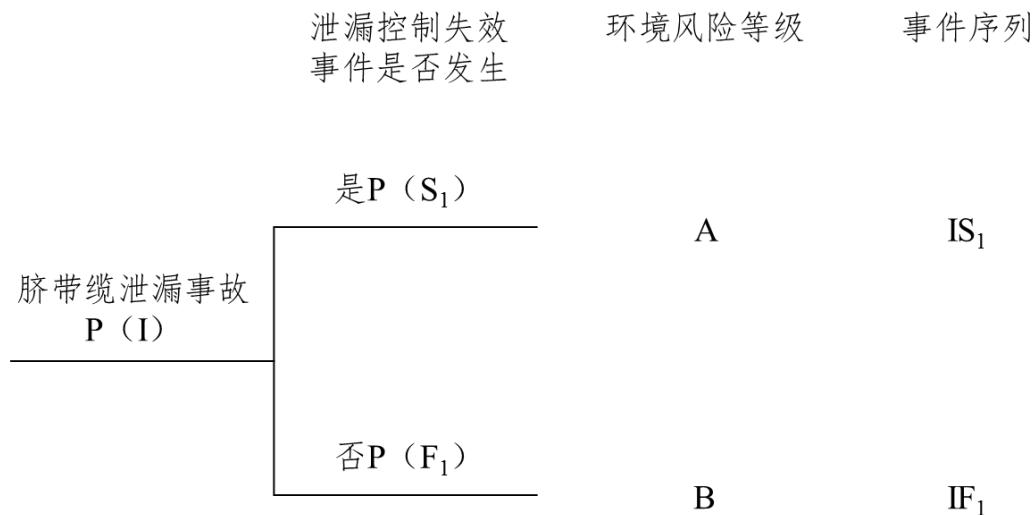 泄漏控制失效
事件是否发生
环境风险等级
事件序列
是P（S₁）
A
IS₁
脐带缆泄漏事故
P（I）
否P（F₁）
B
IF₁